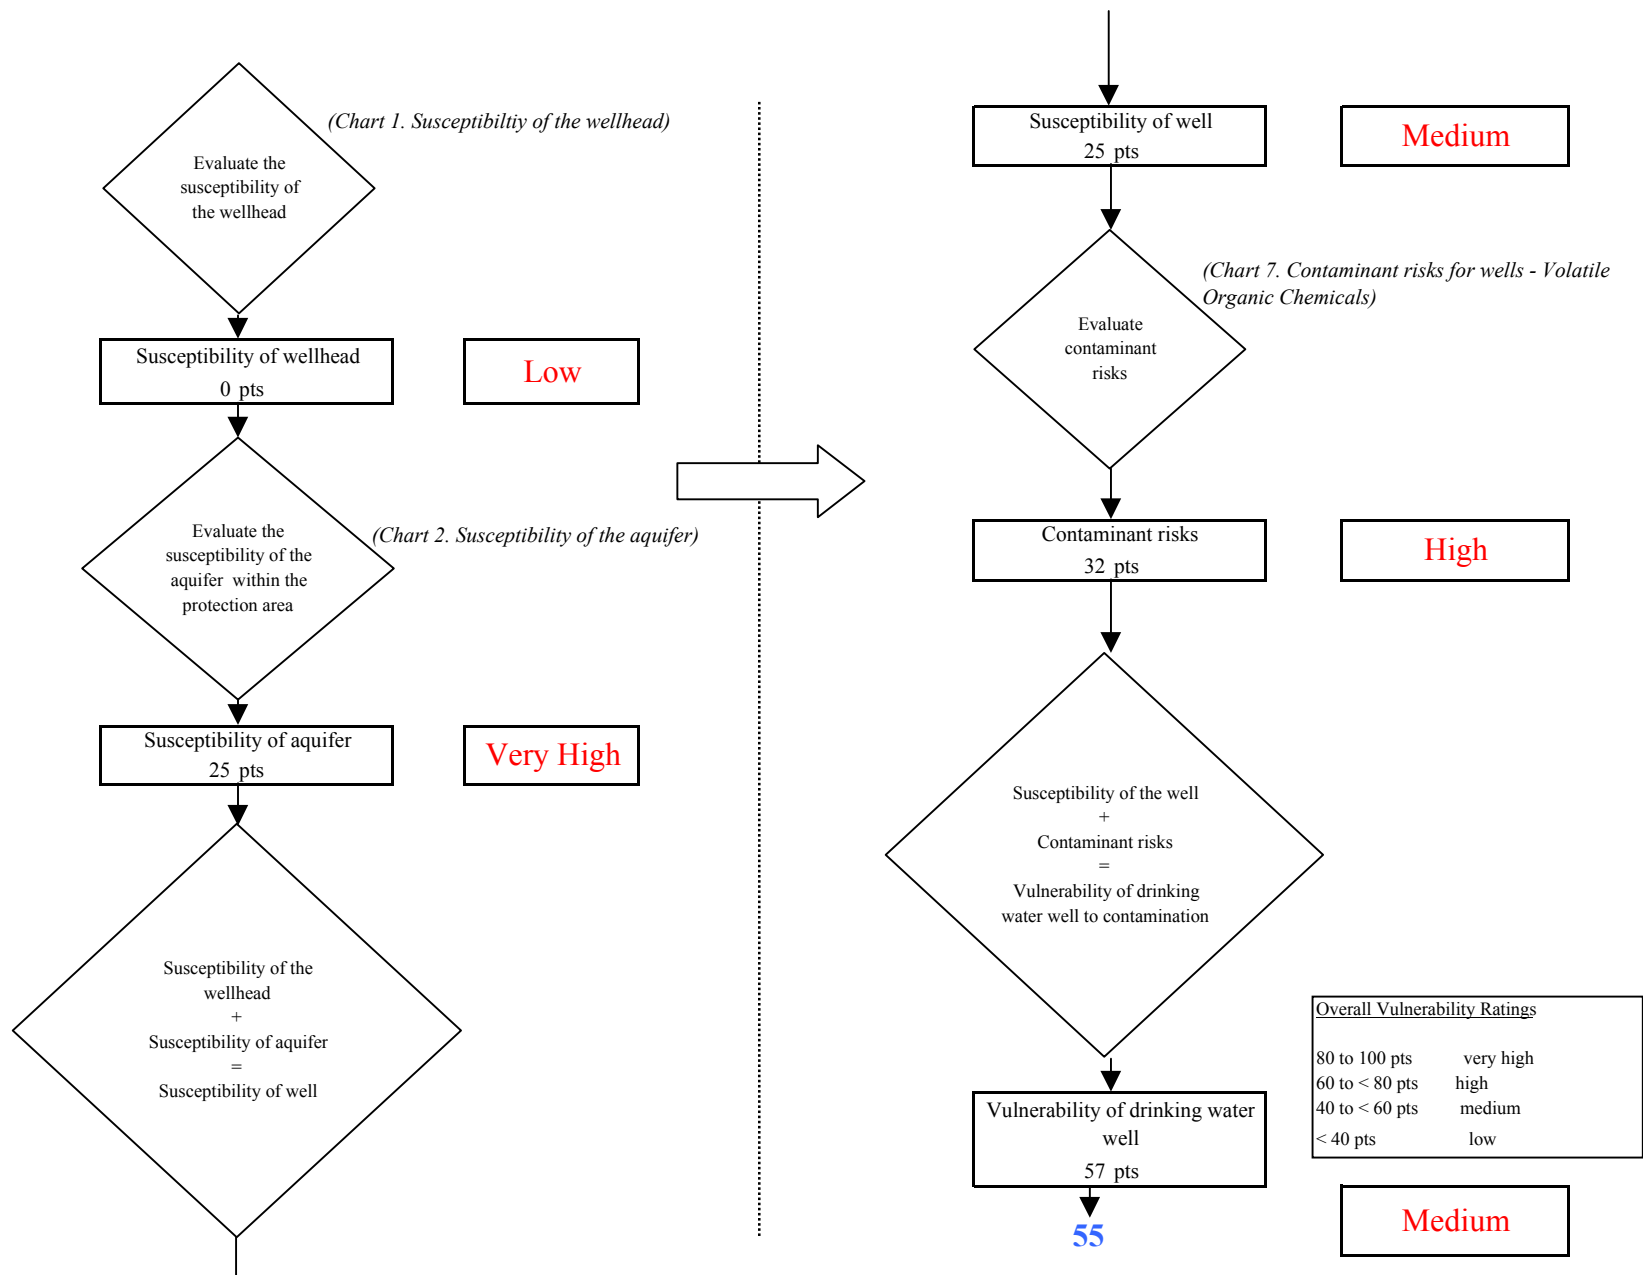 (Chart 1. Susceptibiltiy of the wellhead)
Evaluate the
susceptibility of
the wellhead
Susceptibility of wellhead
0 pts
Low
(Chart 2. Susceptibility of the aquifer)
Evaluate the
susceptibility of the
aquifer within the
protection area
Susceptibility of aquifer
25 pts
Very High
Susceptibility of the
wellhead
+
Susceptibility of aquifer
=
Susceptibility of well
Susceptibility of well
25 pts
Medium
(Chart 7. Contaminant risks for wells - Volatile
Organic Chemicals)
Evaluate
contaminant
risks
Contaminant risks
32 pts
High
Susceptibility of the well
+
Contaminant risks
=
Vulnerability of drinking
water well to contamination
Overall Vulnerability Ratings
80 to 100 pts very high
60 to < 80 pts high
40 to < 60 pts medium
< 40 pts low
Vulnerability of drinking water
well
57 pts
55
Medium